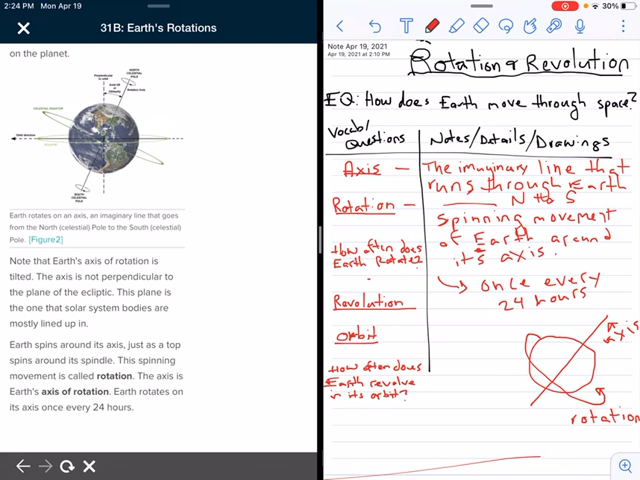 2:24 PM Mon Apr 19
30%
31B: Earth's Rotations
on the planet.
NORTH
CELESTIAL
POLE
Rotation Axis
Perpendicular
to orbit
CELESTIAL EQUATOR
SOUTH
CELESTIAL
POLE
Earth rotates on an axis, an imaginary line that goes
from the North (celestial) Pole to the South (celestial)
Pole. [Figure2]
Note that Earth's axis of rotation is
tilted. The axis is not perpendicular to
the plane of the ecliptic. This plane is
the one that solar system bodies are
mostly lined up in.
Earth spins around its axis, just as a top
spins around its spindle. This spinning
movement is called rotation. The axis is
Earth's axis of rotation. Earth rotates on
its axis once every 24 hours.
Note Apr 19, 2021
Apr 19, 2021 at 2:10 PM
Rotation & Revolution
EQ: How does Earth move through space?
Vocab/
Questions
Notes/Details/Drawings
Axis –
The imaginary line that
runs through Earth
N to S
Rotation –
spinning movement
of Earth around
it's axis.
How often does
Earth Rotate?
once every
24 hours
Revolution
Orbit
How often does
Earth revolve
in its orbit?
axis
rotation